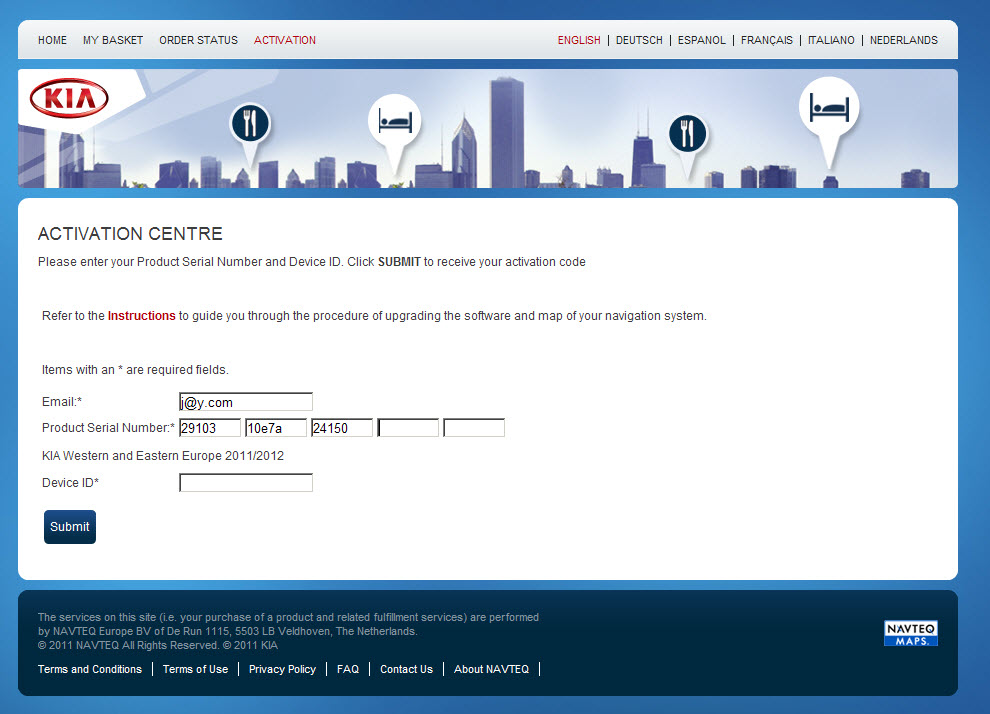 HOME MY BASKET ORDER STATUS ACTIVATION ENGLISH | DEUTSCH | ESPANOL | FRANÇAIS | ITALIANO | NEDERLANDS
KIA
ACTIVATION CENTRE
Please enter your Product Serial Number and Device ID. Click SUBMIT to receive your activation code
Refer to the Instructions to guide you through the procedure of upgrading the software and map of your navigation system.
Items with an * are required fields.
Email:* j@y.com
Product Serial Number:* 29103 10e7a 24150
KIA Western and Eastern Europe 2011/2012
Device ID*
Submit
The services on this site (i.e. your purchase of a product and related fulfillment services) are performed
by NAVTEQ Europe BV of De Run 1115, 5503 LB Veldhoven, The Netherlands.
© 2011 NAVTEQ All Rights Reserved. © 2011 KIA
NAVTEQ
MAPS.
Terms and Conditions | Terms of Use | Privacy Policy | FAQ | Contact Us | About NAVTEQ |